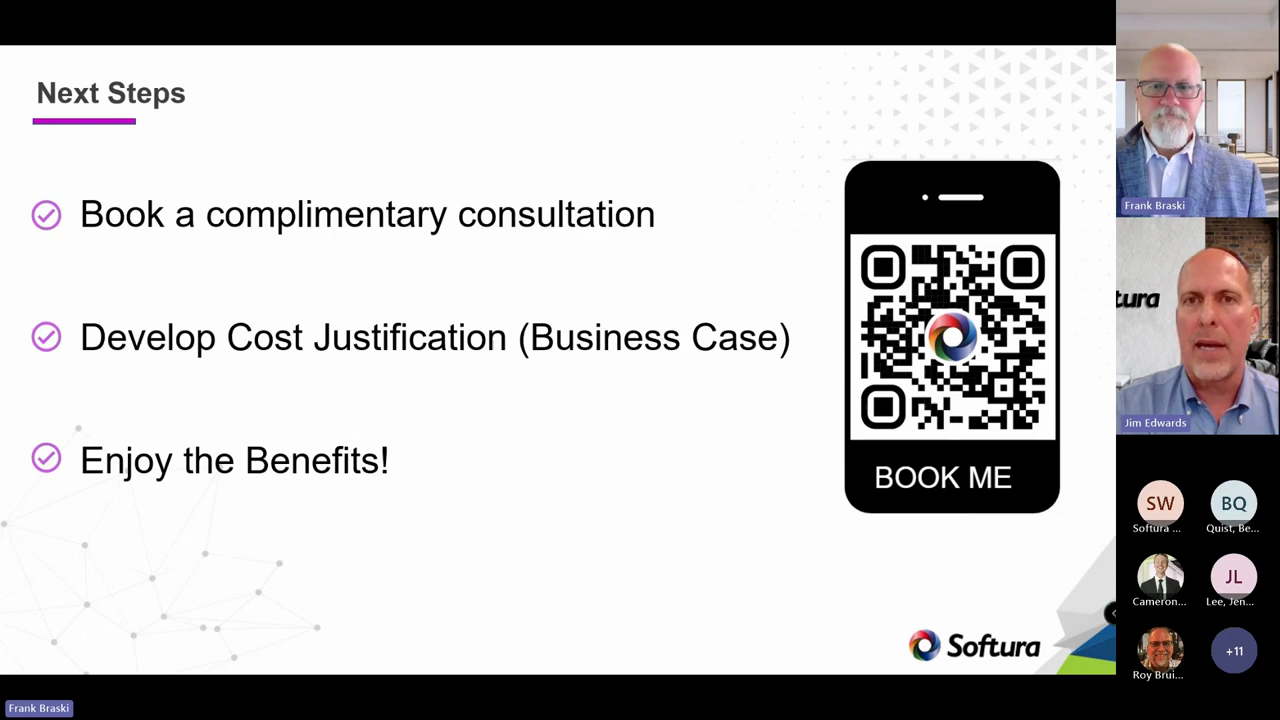 Next Steps
Book a complimentary consultation
Develop Cost Justification (Business Case)
Enjoy the Benefits!
BOOK ME
Softura
Frank Braski
tura
Jim Edwards
SW
BQ
Softura ...
Quist, Be...
JL
Cameron...
Lee, Jen...
+11
Roy Brui...
Frank Braski